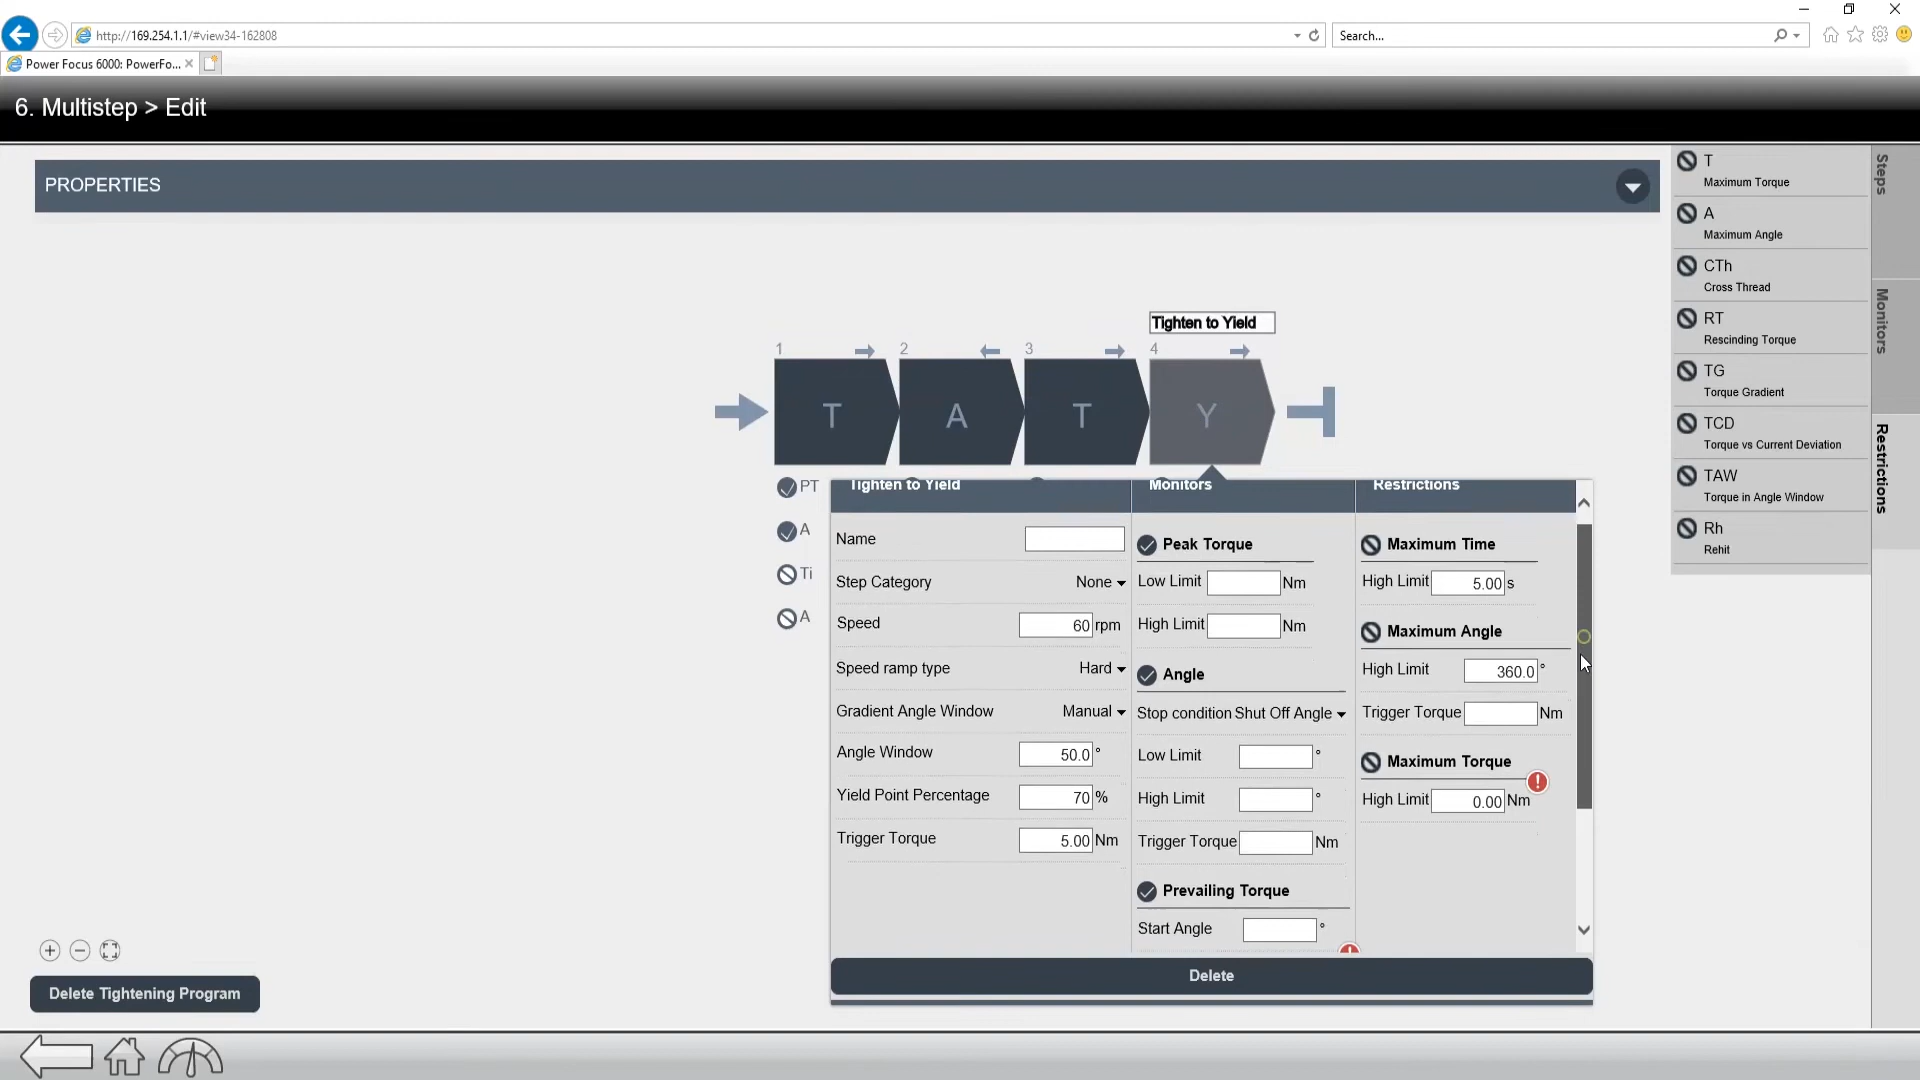 http://169.254.1.1/#view34-162808
Search...
Power Focus 6000: PowerFo...
6. Multistep > Edit
PROPERTIES
Tighten to Yield
1
2
3
4
T
A
T
Y
PT
A
Ti
A
Tighten to Yield
Name
Step Category None
Speed 60 rpm
Speed ramp type Hard
Gradient Angle Window Manual
Angle Window 50.0 °
Yield Point Percentage 70 %
Trigger Torque 5.00 Nm
Monitors
Peak Torque
Low Limit Nm
High Limit Nm
Angle
Stop condition Shut Off Angle
Low Limit °
High Limit °
Trigger Torque Nm
Prevailing Torque
Start Angle °
Restrictions
Maximum Time
High Limit 5.00 s
Maximum Angle
High Limit 360.0 °
Trigger Torque Nm
Maximum Torque
High Limit 0.00 Nm
Delete
T
Maximum Torque
A
Maximum Angle
CTh
Cross Thread
RT
Rescinding Torque
TG
Torque Gradient
TCD
Torque vs Current Deviation
TAW
Torque in Angle Window
Rh
Rehit
Steps
Monitors
Restrictions
Delete Tightening Program